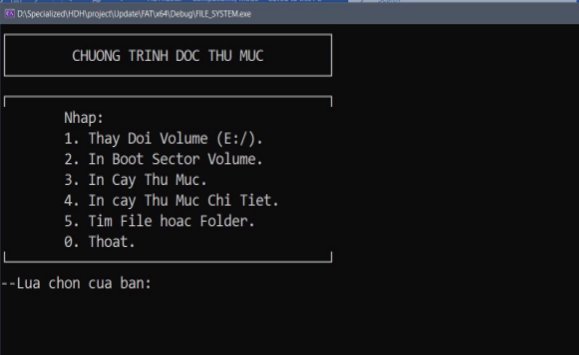 D:\Specialized\HDH\project\Update\FAT\x64\Debug\FILE_SYSTEM.exe
CHUONG TRINH DOC THU MUC
Nhap:
1. Thay Doi Volume (E:/).
2. In Boot Sector Volume.
3. In Cay Thu Muc.
4. In cay Thu Muc Chi Tiet.
5. Tim File hoac Folder.
0. Thoat.
--Lua chon cua ban: